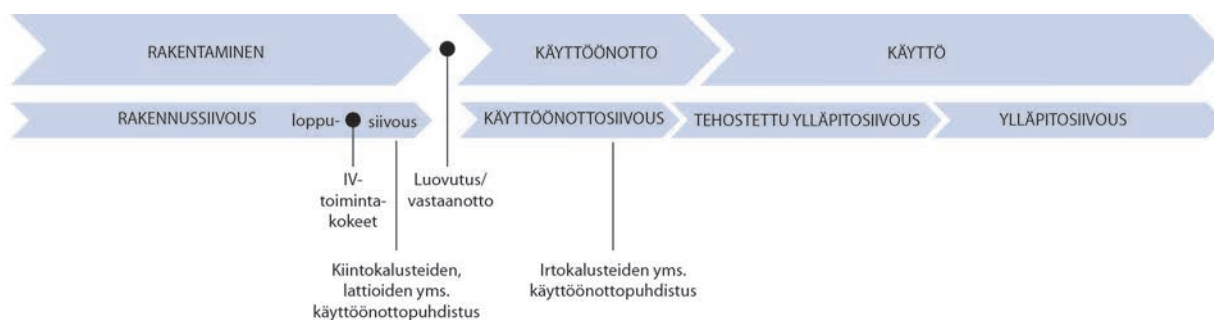 RAKENTAMINEN
KÄYTTÖÖNOTTO
KÄYTTÖ
RAKENNUSSIIVOUS
loppu-
siivous
KÄYTTÖÖNOTTOSIIVOUS
TEHOSTETTU YLLÄPITOSIIVOUS
YLLÄPITOSIIVOUS
IV-
toiminta-
kokeet
Luovutus/
vastaanotto
Kiintokalusteiden,
lattioiden yms.
käyttöönottopuhdistus
Irtokalusteiden yms.
käyttöönottopuhdistus